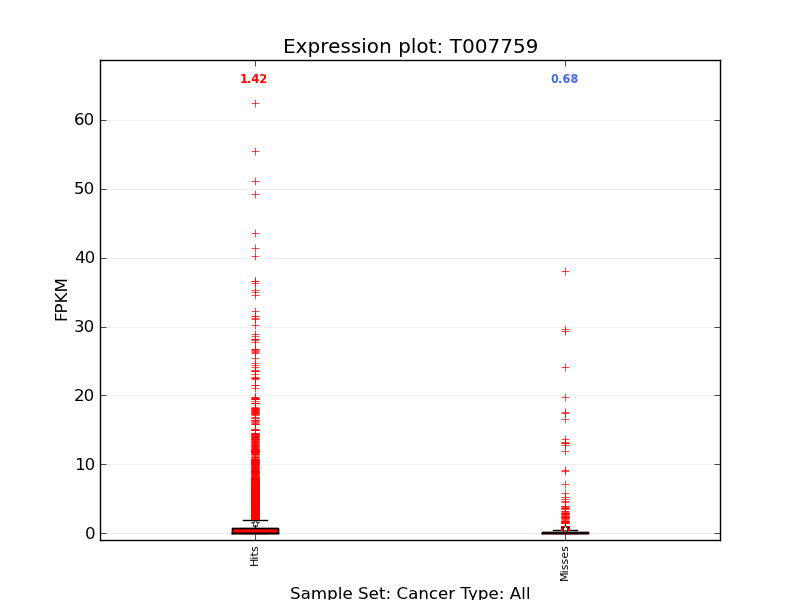 Expression plot: T007759
1.42
0.68
60
50
40
30
20
10
0
FPKM
Hits
Misses
Sample Set: Cancer Type: All